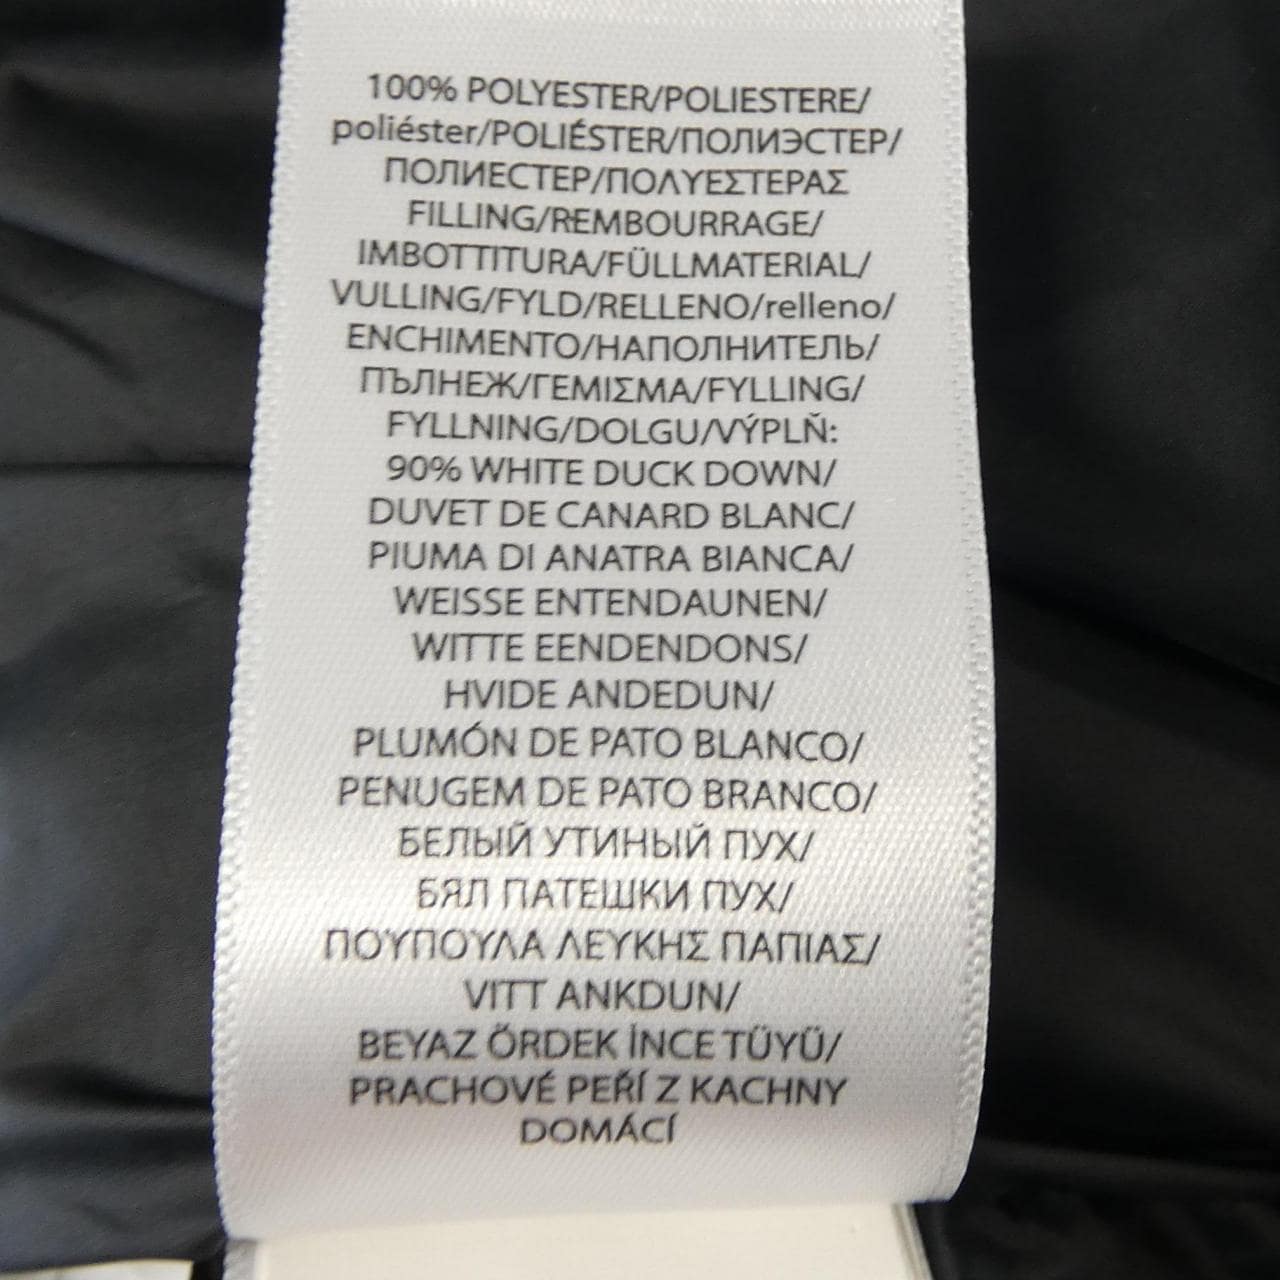 100% POLYESTER/POLIESTERE/
poliéster/POLIÉSTER/ПОЛИЭСТЕР/
ПОЛИЕСТЕР/ΠΟΛΥΕΣΤΕΡΑΣ
FILLING/REMBOURRAGE/
IMBOTTITURA/FÜLLMATERIAL/
VULLING/FYLD/RELLENO/relleno/
ENCHIMENTO/НАПОЛНИТЕЛЬ/
ПЪЛНЕЖ/ΓΕΜΙΣΜΑ/FYLLING/
FYLLNING/DOLGU/VÝPLŇ:
90% WHITE DUCK DOWN/
DUVET DE CANARD BLANC/
PIUMA DI ANATRA BIANCA/
WEISSE ENTENDAUNEN/
WITTE EENDENDONS/
HVIDE ANDEDUN/
PLUMÓN DE PATO BLANCO/
PENUGEM DE PATO BRANCO/
БЕЛЫЙ УТИНЫЙ ПУХ/
БЯЛ ПАТЕШКИ ПУХ/
ΠΟΥΠΟΥΛΑ ΛΕΥΚΗΣ ΠΑΠΙΑΣ/
VITT ANKDUN/
BEYAZ ÖRDEK İNCE TÜYÜ/
PRACHOVÉ PEŘÍ Z KACHNY
DOMÁCÍ